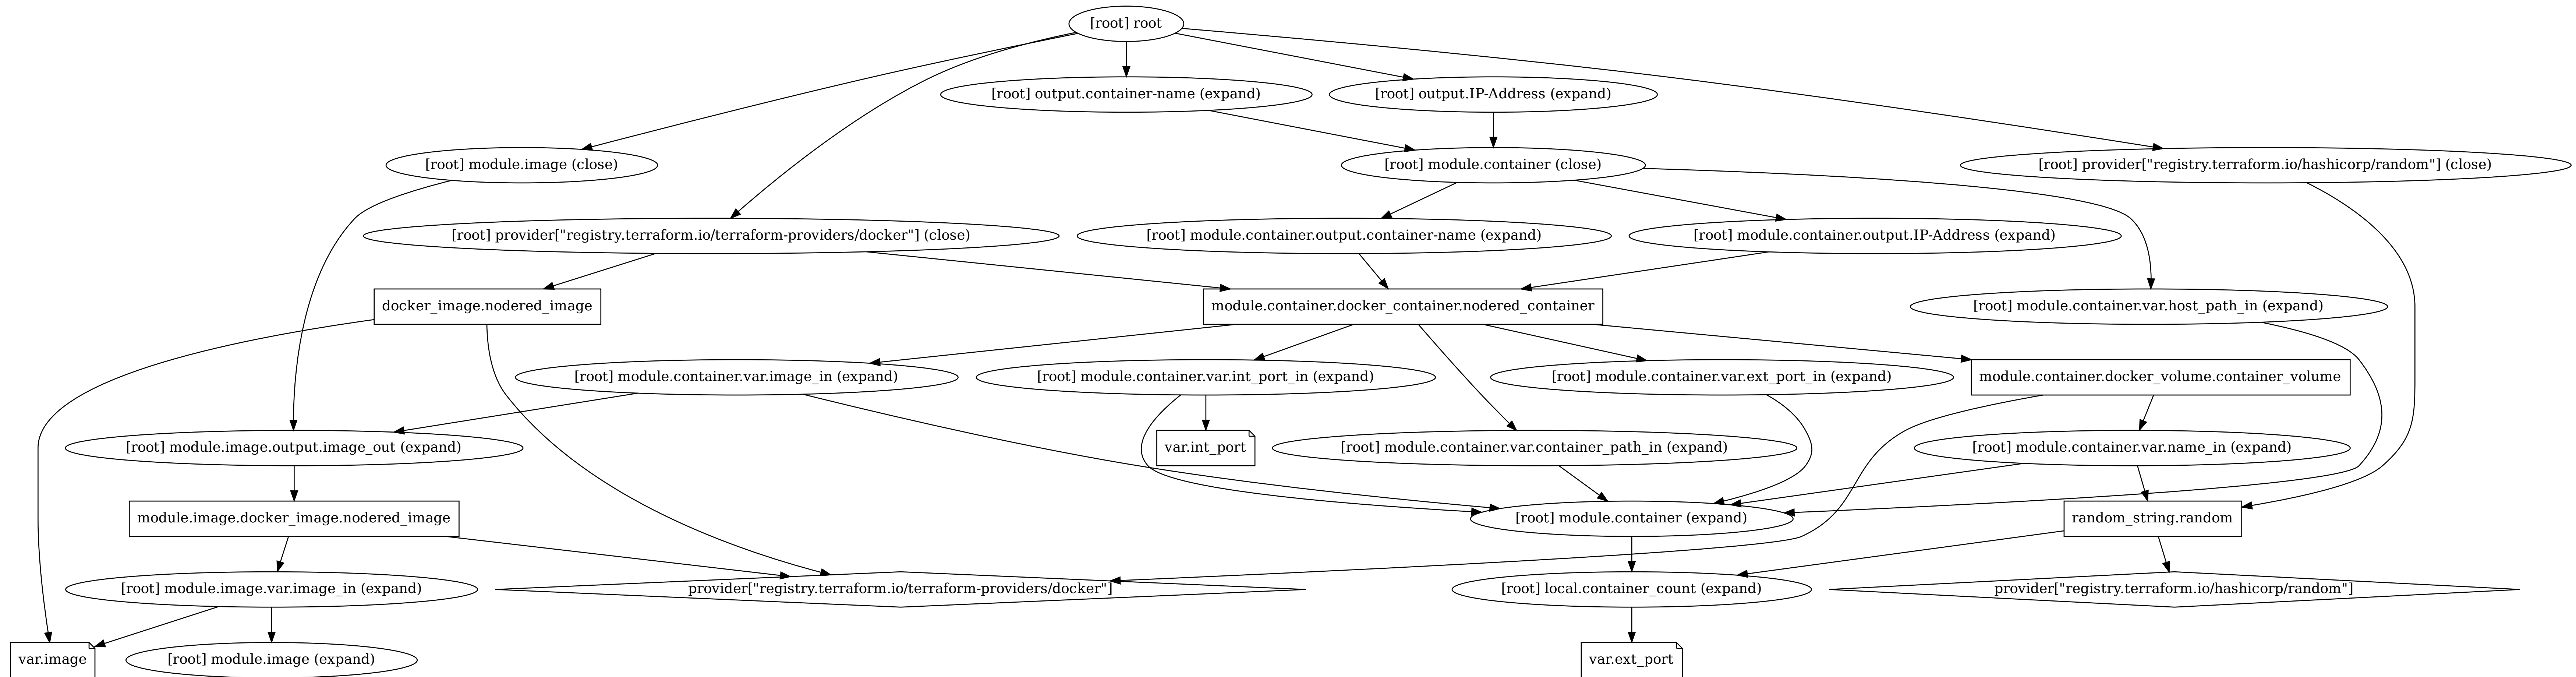 [root] root
[root] output.container-name (expand)
[root] output.IP-Address (expand)
[root] module.image (close)
[root] module.container (close)
[root] provider["registry.terraform.io/hashicorp/random"] (close)
[root] provider["registry.terraform.io/terraform-providers/docker"] (close)
[root] module.container.output.container-name (expand)
[root] module.container.output.IP-Address (expand)
docker_image.nodered_image
module.container.docker_container.nodered_container
[root] module.container.var.host_path_in (expand)
[root] module.container.var.image_in (expand)
[root] module.container.var.int_port_in (expand)
[root] module.container.var.ext_port_in (expand)
module.container.docker_volume.container_volume
[root] module.image.output.image_out (expand)
var.int_port
[root] module.container.var.container_path_in (expand)
[root] module.container.var.name_in (expand)
module.image.docker_image.nodered_image
[root] module.container (expand)
random_string.random
[root] module.image.var.image_in (expand)
provider["registry.terraform.io/terraform-providers/docker"]
[root] local.container_count (expand)
provider["registry.terraform.io/hashicorp/random"]
var.image
[root] module.image (expand)
var.ext_port